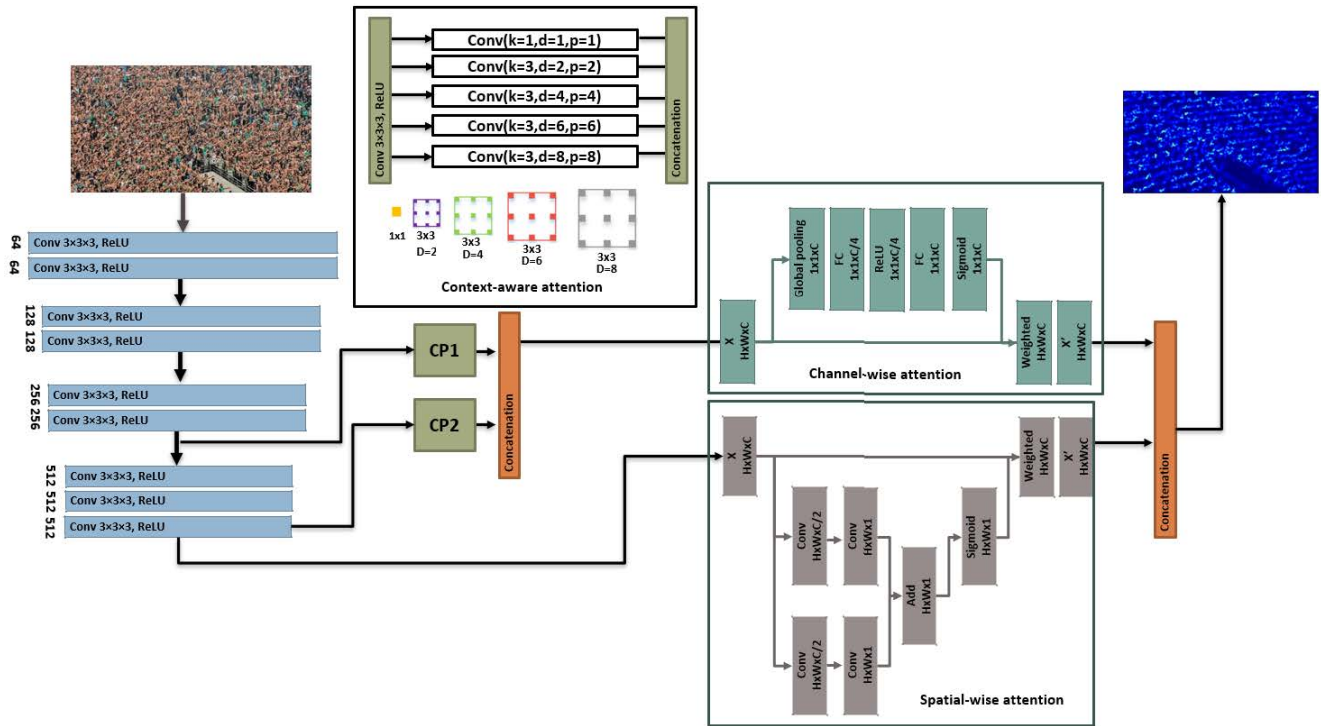 Conv 3×3×3, ReLU
Conv(k=1,d=1,p=1)
Conv(k=3,d=2,p=2)
Conv(k=3,d=4,p=4)
Conv(k=3,d=6,p=6)
Conv(k=3,d=8,p=8)
Concatenation
1x1
3x3
D=2
3x3
D=4
3x3
D=6
3x3
D=8
Context-aware attention
64
Conv 3×3×3, ReLU
64
Conv 3×3×3, ReLU
128
Conv 3×3×3, ReLU
128
Conv 3×3×3, ReLU
256
Conv 3×3×3, ReLU
256
Conv 3×3×3, ReLU
512
Conv 3×3×3, ReLU
512
Conv 3×3×3, ReLU
512
Conv 3×3×3, ReLU
CP1
CP2
Concatenation
X
HxWxC
Global pooling
1x1xC
FC
1x1xC/4
ReLU
1x1xC/4
FC
1x1xC
Sigmoid
1x1xC
Weighted
HxWxC
X'
HxWxC
Channel-wise attention
X
HxWxC
Conv
HxWxC/2
Conv
HxWx1
Conv
HxWxC/2
Conv
HxWx1
Add
HxWx1
Sigmoid
HxWx1
Weighted
HxWxC
X'
HxWxC
Spatial-wise attention
Concatenation